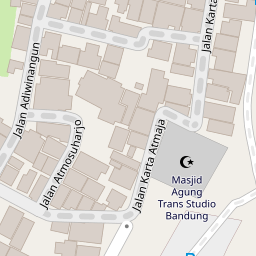 Jalan Karta
Jalan Adiwinangun
Jalan Atmosuharjo
Jalan Karta Atmaja
Masjid
Agung
Trans Studio
Bandung